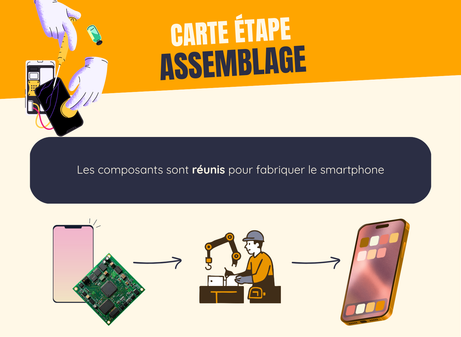 CARTE ÉTAPE
ASSEMBLAGE
Les composants sont réunis pour fabriquer le smartphone